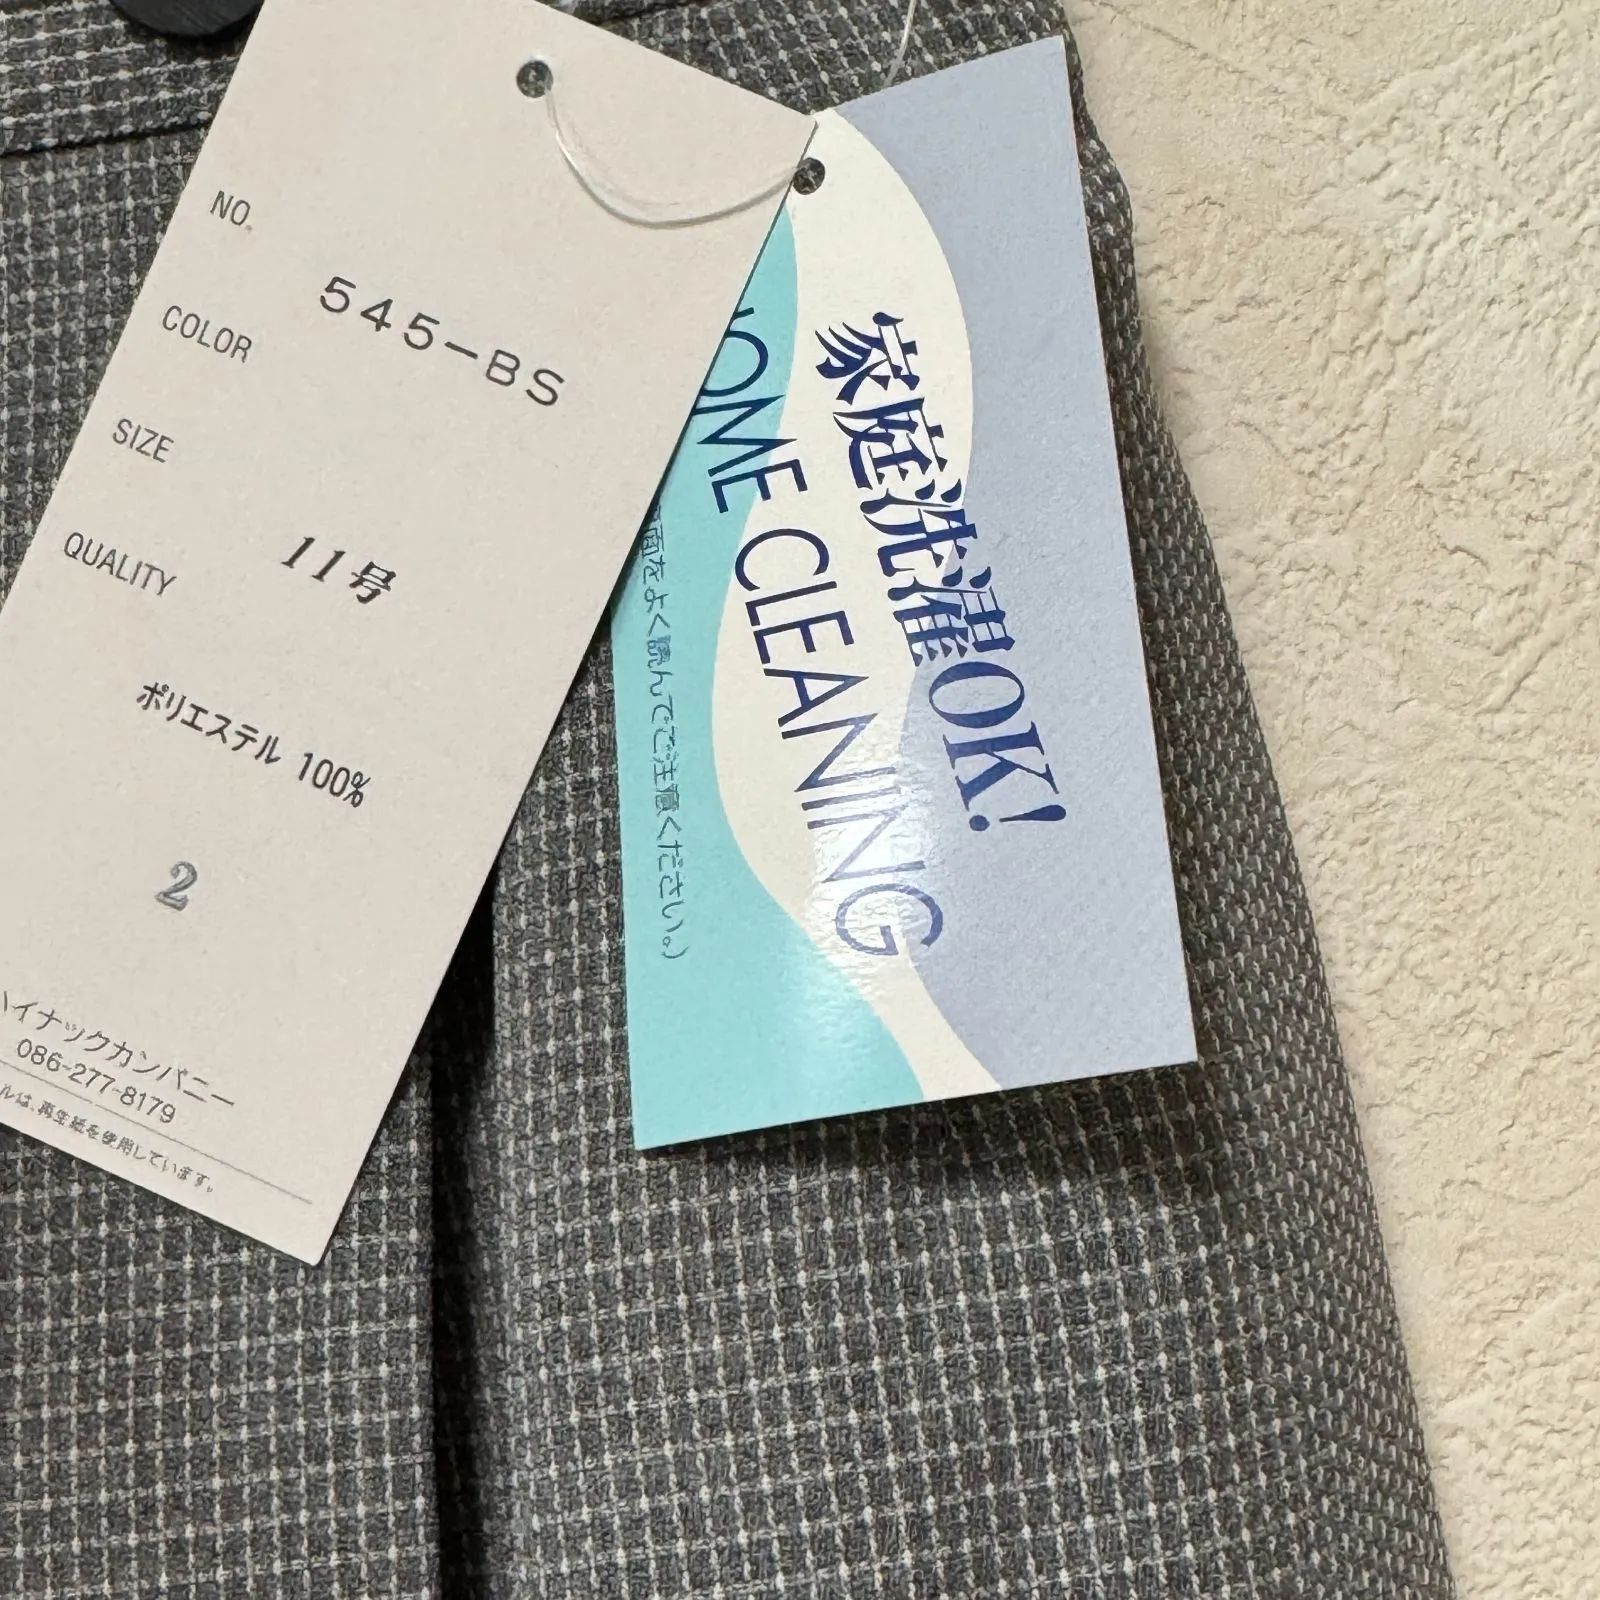 NO.
545-BS
COLOR
SIZE
11号
QUALITY
ポリエステル 100%
2
ハイナックカンパニー
086-277-8179
ルは、再生紙を使用しています。
家庭洗濯OK!
OME CLEANING
面をよく読んでご注意ください。)